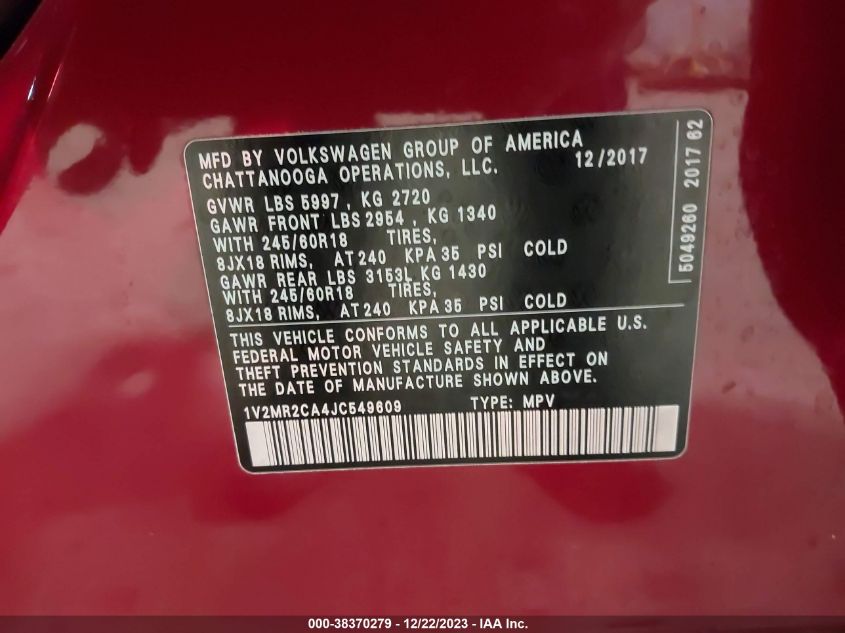 MFD BY VOLKSWAGEN GROUP OF AMERICA
CHATTANOOGA OPERATIONS, LLC. 12/2017
GVWR LBS 5997, KG 2720
GAWR FRONT LBS 2954, KG 1340
WITH 245/60R18 TIRES,
8JX18 RIMS, AT 240 KPA 35 PSI COLD
GAWR REAR LBS 3153L KG 1430
WITH 245/60R18 TIRES,
8JX18 RIMS, AT 240 KPA 35 PSI COLD
THIS VEHICLE CONFORMS TO ALL APPLICABLE U.S.
FEDERAL MOTOR VEHICLE SAFETY AND
THEFT PREVENTION STANDARDS IN EFFECT ON
THE DATE OF MANUFACTURE SHOWN ABOVE.
1V2MR2CA4JC549609 TYPE: MPV
5049260 2017 62
000-38370279 - 12/22/2023 - IAA Inc.